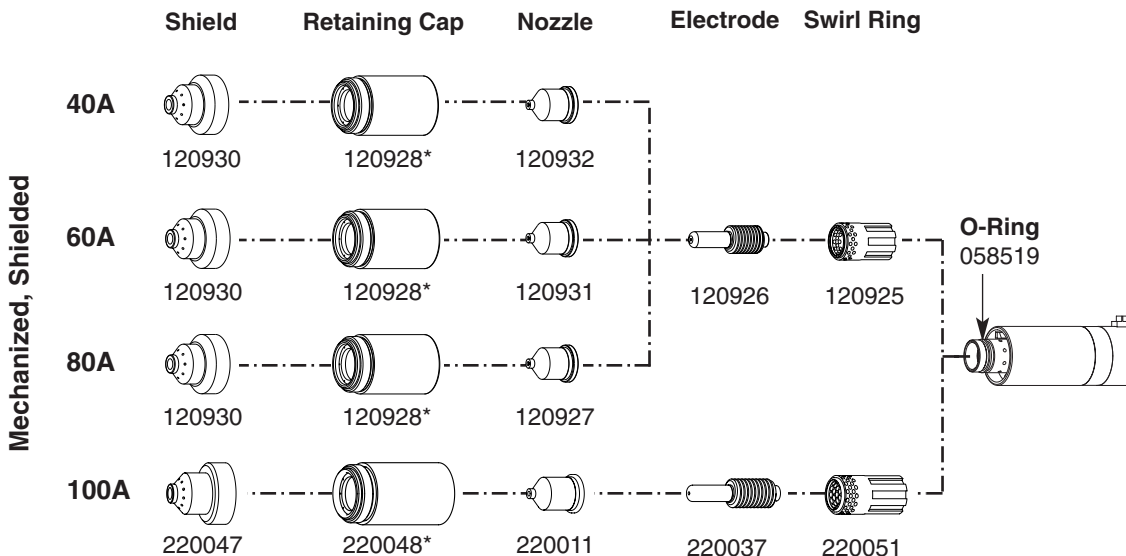 Shield Retaining Cap Nozzle Electrode Swirl Ring
Mechanized, Shielded
40A
120930 120928* 120932
60A
O-Ring
058519
120930 120928* 120931 120926 120925
80A
120930 120928* 120927
100A
220047 220048* 220011 220037 220051